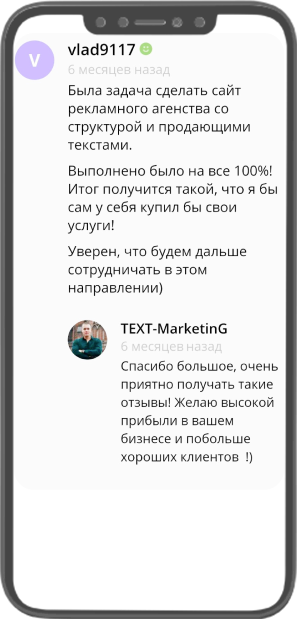 V
vlad9117
6 месяцев назад
Была задача сделать сайт
рекламного агенства со
структурой и продающими
текстами.
Выполнено было на все 100%!
Итог получится такой, что я бы
сам у себя купил бы свои
услуги!
Уверен, что будем дальше
сотрудничать в этом
направлении)
TEXT-MarketinG
6 месяцев назад
Спасибо большое, очень
приятно получать такие
отзывы! Желаю высокой
прибыли в вашем
бизнесе и побольше
хороших клиентов !)